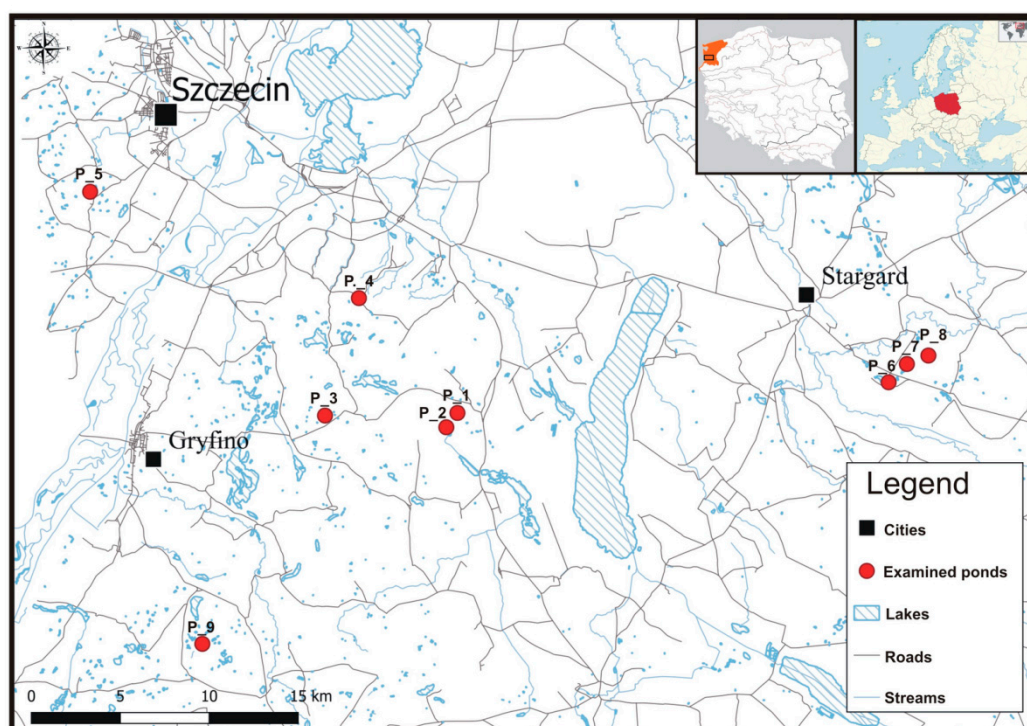 N
W E
S
Szczecin
P_5
P._4
Stargard
P_7 P_8
P_6
P_3
P_1
P_2
Gryfino
P_9
0 5 10 15 km
Legend
Cities
Examined ponds
Lakes
Roads
Streams